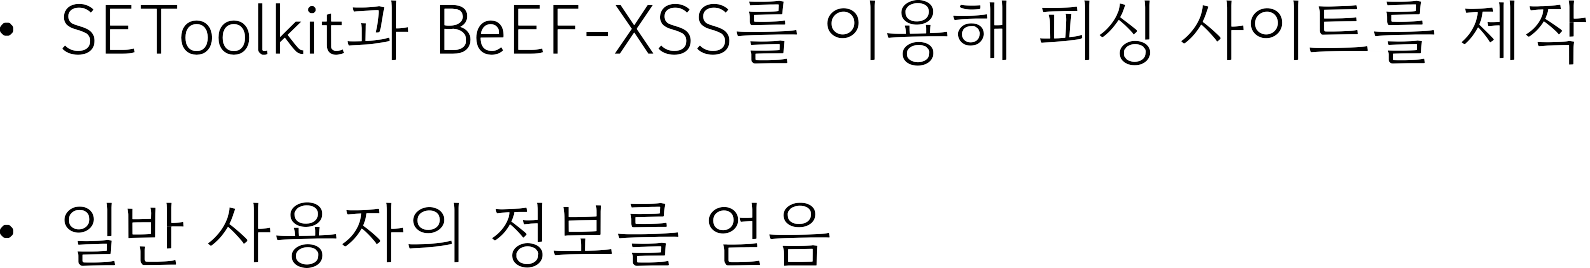 • SEToolkit과 BeEF-XSS를 이용해 피싱 사이트를 제작
• 일반 사용자의 정보를 얻음